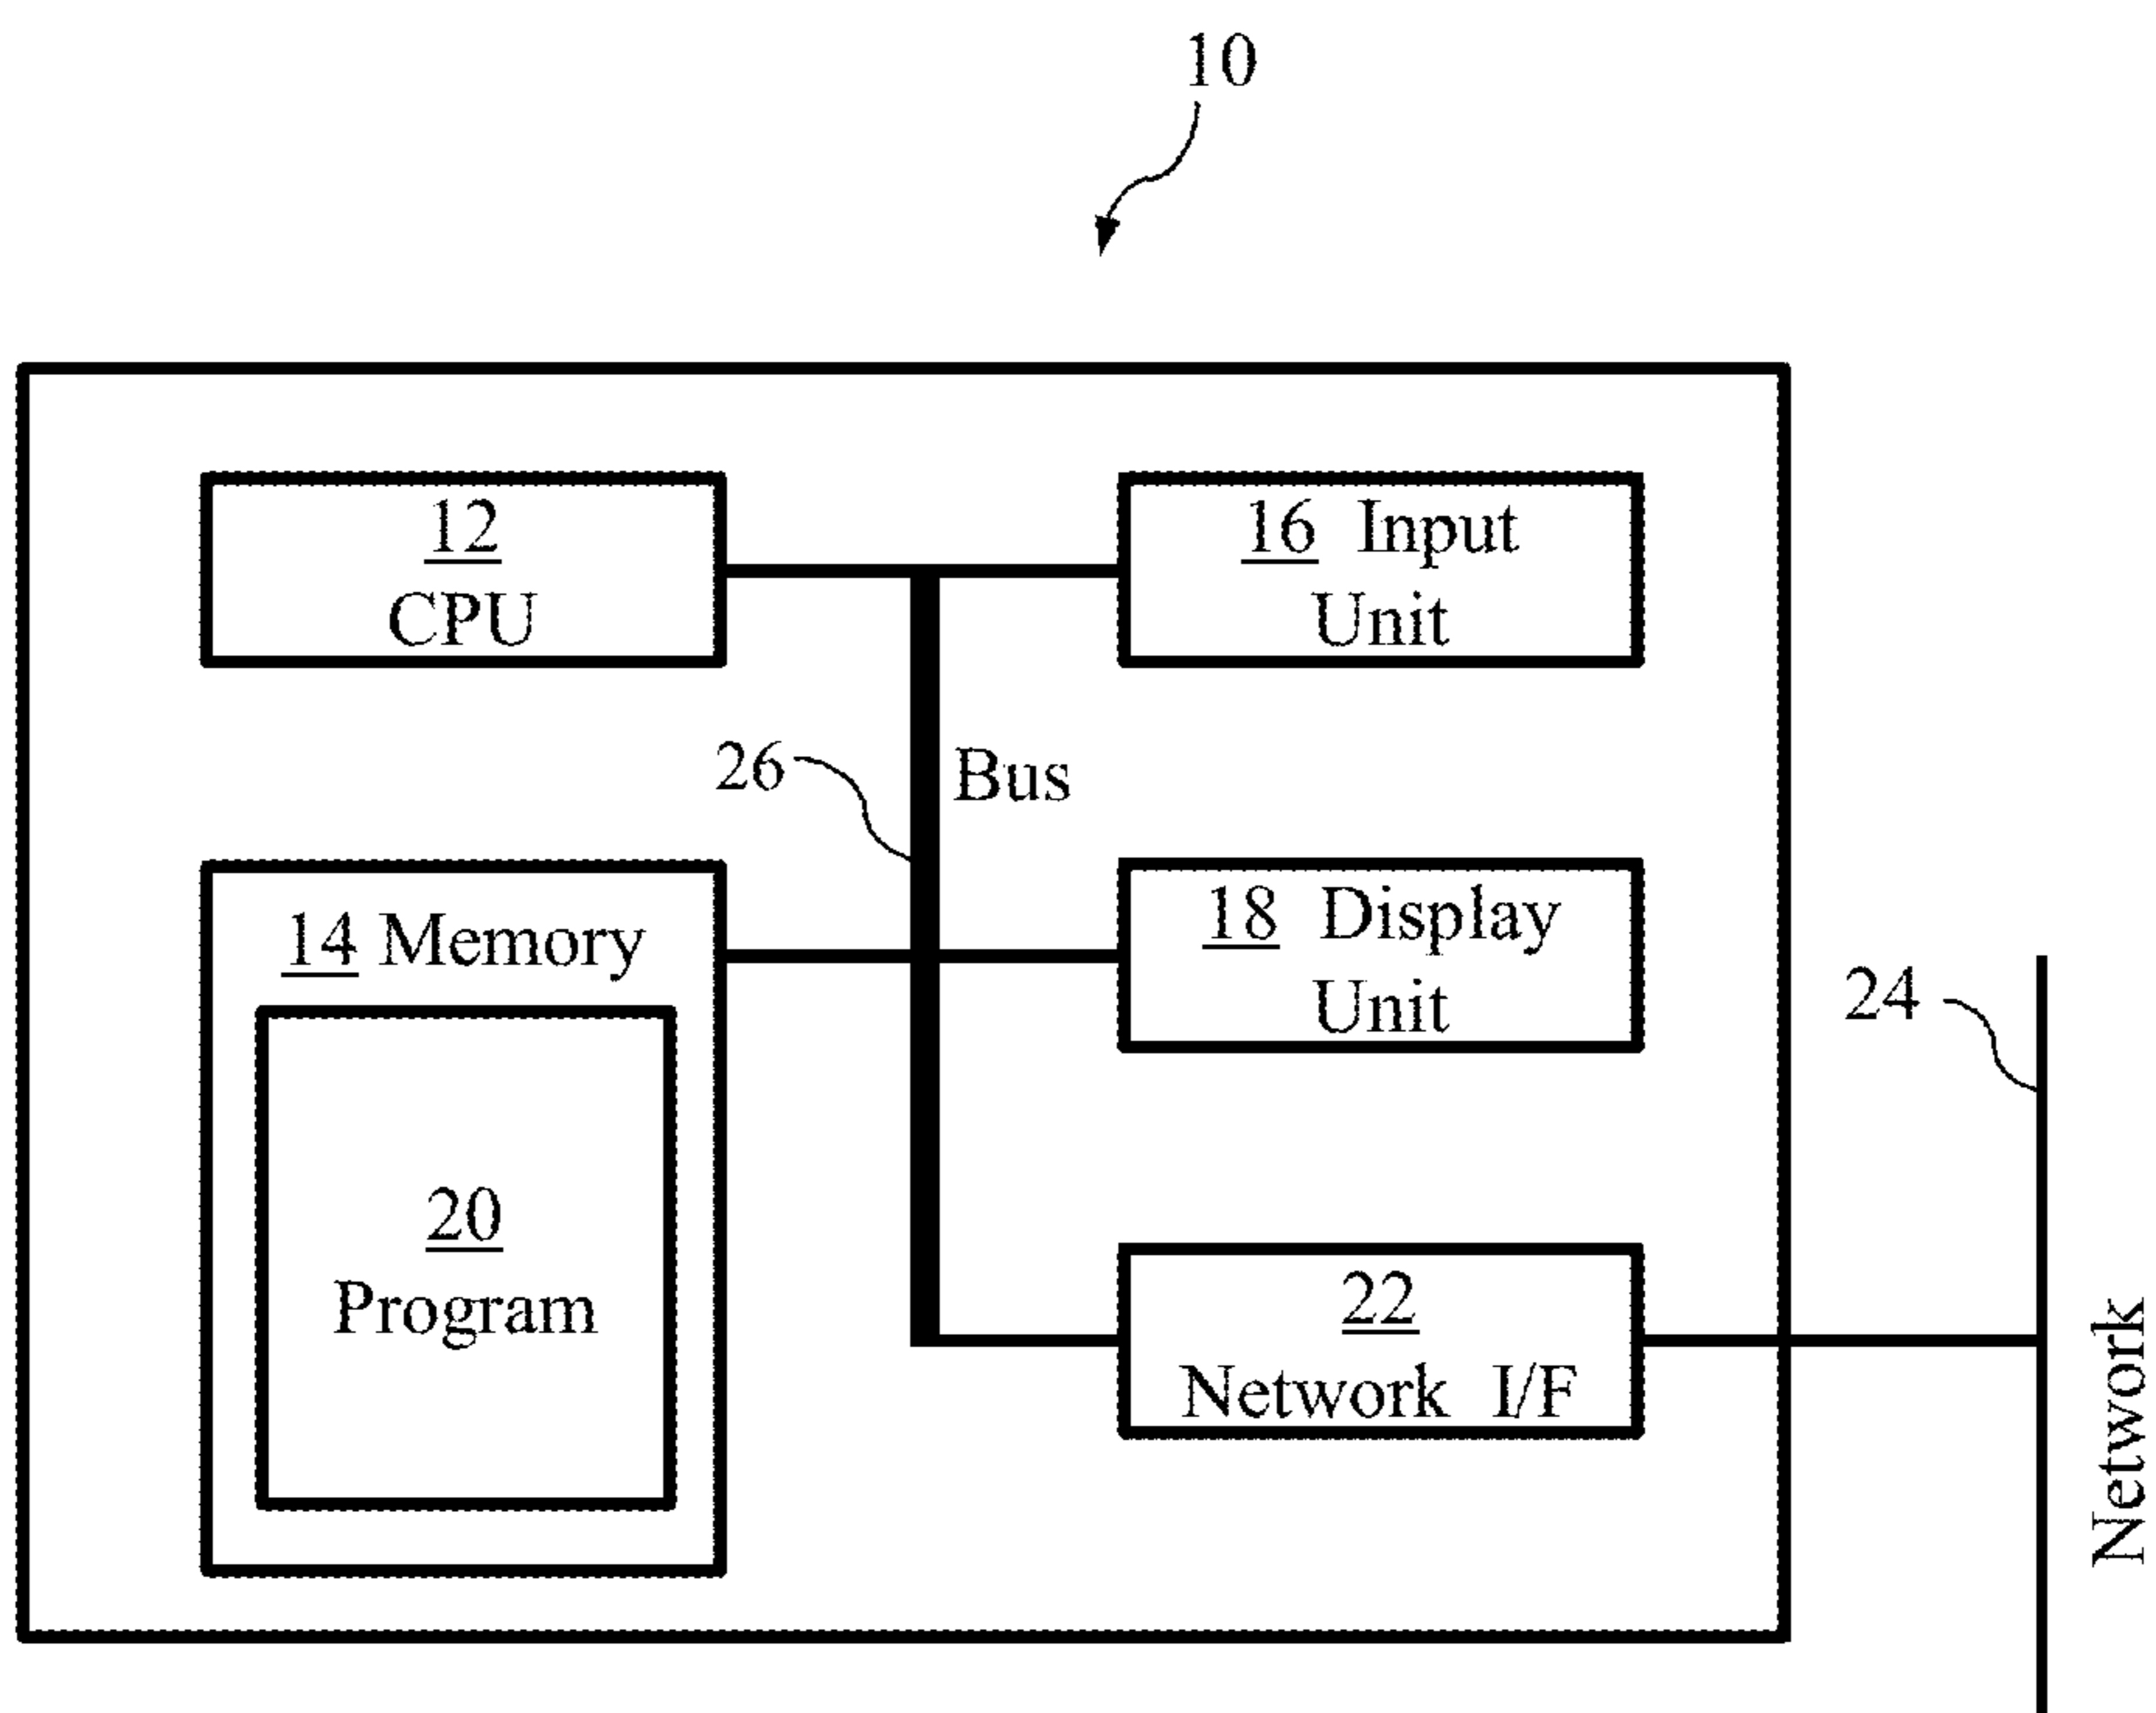 10
12
CPU
16 Input
Unit
26
Bus
14 Memory
18 Display
Unit
24
20
Program
22
Network I/F
Network